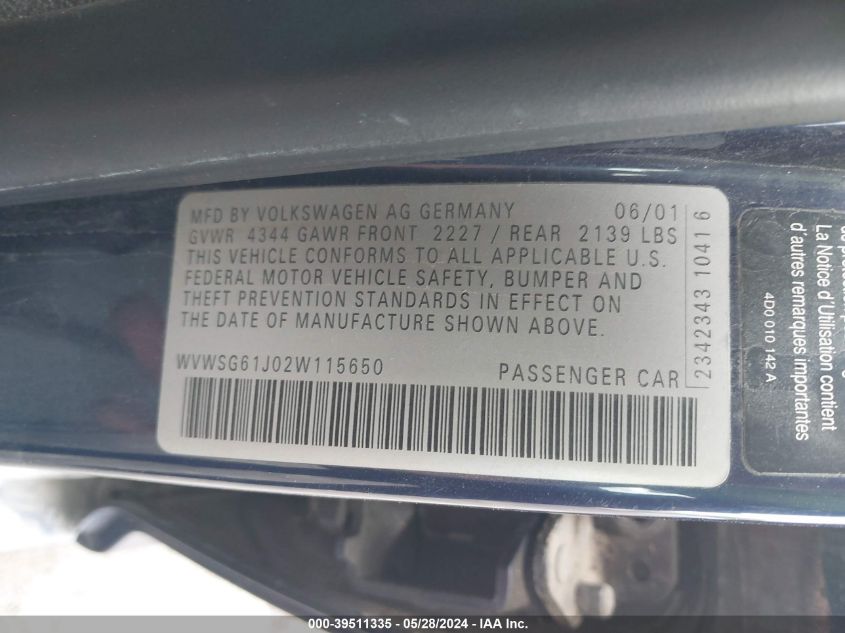 MFD BY VOLKSWAGEN AG GERMANY 06/01
GVWR 4344 GAWR FRONT 2227 / REAR 2139 LBS
THIS VEHICLE CONFORMS TO ALL APPLICABLE U.S.
FEDERAL MOTOR VEHICLE SAFETY, BUMPER AND
THEFT PREVENTION STANDARDS IN EFFECT ON
THE DATE OF MANUFACTURE SHOWN ABOVE.
WVWSG61J02W115650 PASSENGER CAR
2342343 10416
La Notice d'Utilisation contient
d'autres remarques importantes
4D0 010 142 A
000-39511335 - 05/28/2024 - IAA Inc.